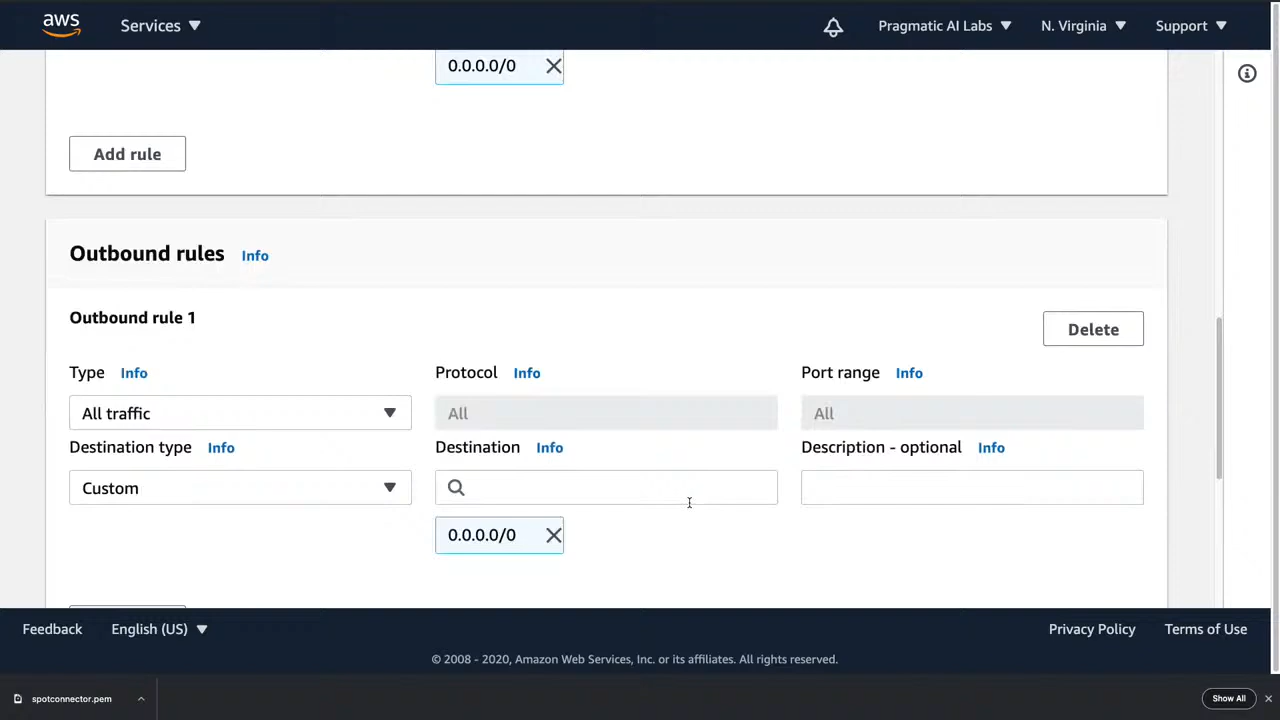 aws Services Pragmatic AI Labs N. Virginia Support
0.0.0.0/0
Add rule
Outbound rules Info
Outbound rule 1
Delete
Type Info Protocol Info Port range Info
All traffic All All
Destination type Info Destination Info Description - optional Info
Custom
0.0.0.0/0
Feedback English (US) Privacy Policy Terms of Use
© 2008 - 2020, Amazon Web Services, Inc. or its affiliates. All rights reserved.
spotconnector.pem Show All